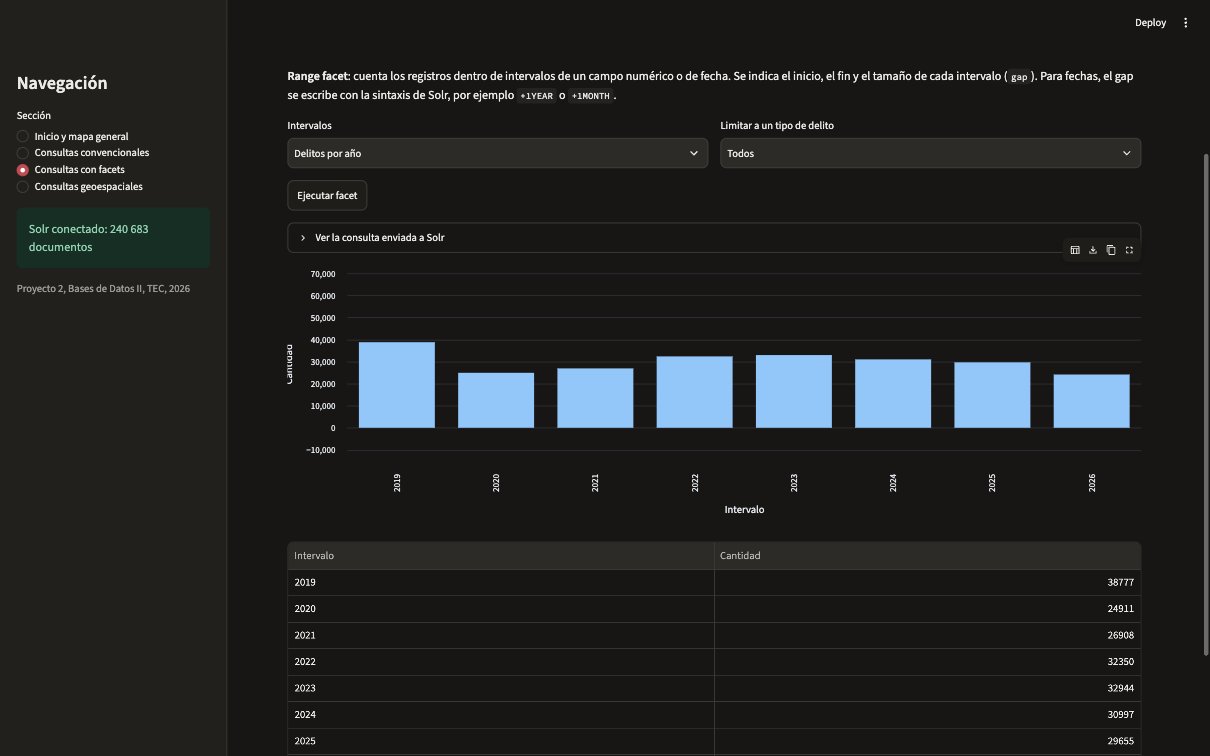 Deploy
Navegación
Sección
Inicio y mapa general
Consultas convencionales
Consultas con facets
Consultas geoespaciales
Solr conectado: 240 683
documentos
Proyecto 2, Bases de Datos II, TEC, 2026
Range facet: cuenta los registros dentro de intervalos de un campo numérico o de fecha. Se indica el inicio, el fin y el tamaño de cada intervalo ( gap ). Para fechas, el gap
se escribe con la sintaxis de Solr, por ejemplo +1YEAR o +1MONTH .
Intervalos
Limitar a un tipo de delito
Delitos por año
Todos
Ejecutar facet
Ver la consulta enviada a Solr
70,000
60,000
50,000
40,000
30,000
20,000
10,000
0
−10,000
Cantidad
2019 2020 2021 2022 2023 2024 2025 2026
Intervalo
Intervalo Cantidad
2019 38777
2020 24911
2021 26908
2022 32350
2023 32944
2024 30997
2025 29655